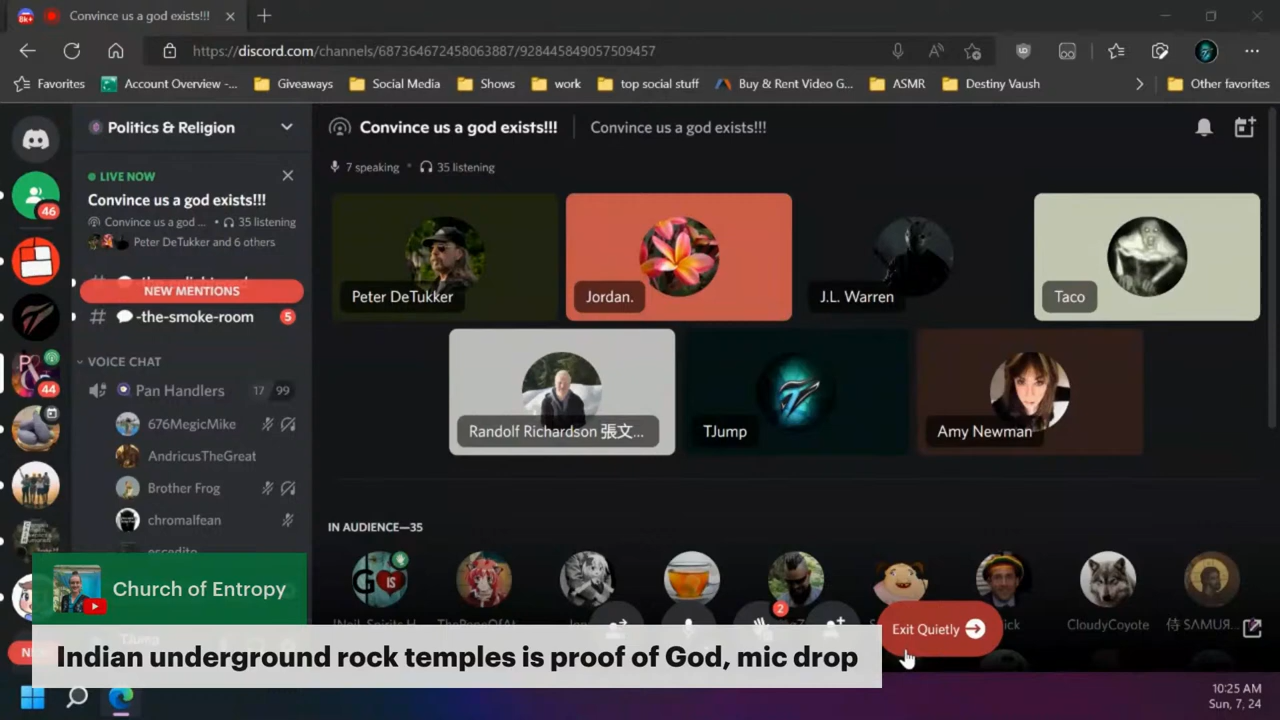 Convince us a god exists!!!
https://discord.com/channels/687364672458063887/928445849057509457
Favorites
Account Overview -...
Giveaways
Social Media
Shows
work
top social stuff
Buy & Rent Video G...
ASMR
Destiny Vaush
Other favorites
Politics & Religion
Convince us a god exists!!!
Convince us a god exists!!!
7 speaking • 35 listening
LIVE NOW
Convince us a god exists!!!
Convince us a god ... • 35 listening
Peter DeTukker and 6 others
46
NEW MENTIONS
-the-smoke-room
5
VOICE CHAT
44
Pan Handlers
17 99
676MegicMike
AndricusTheGreat
Brother Frog
chromalfean
Peter DeTukker
Jordan.
J.L. Warren
Taco
Randolf Richardson 張文...
TJump
Amy Newman
IN AUDIENCE—35
2
CloudyCoyote
Exit Quietly
Church of Entropy
Indian underground rock temples is proof of God, mic drop
10:25 AM
Sun, 7, 24